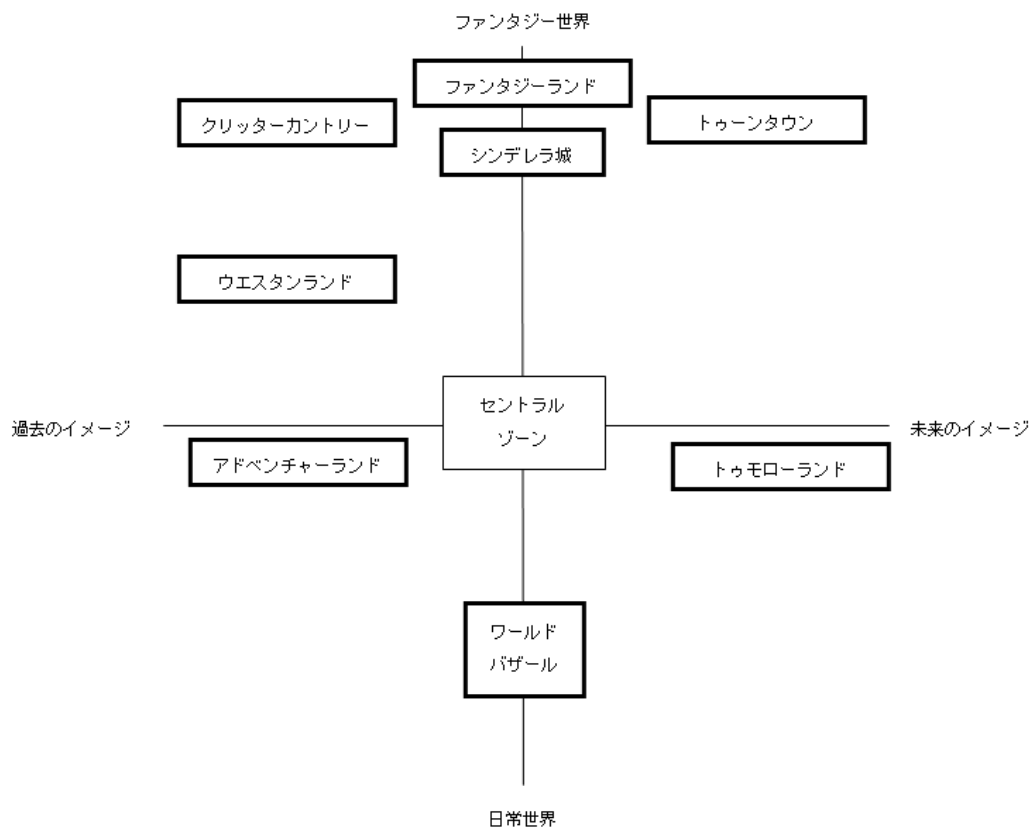 ファンタジー世界
ファンタジーランド
クリッターカントリー
トゥーンタウン
シンデレラ城
ウエスタンランド
セントラル
ゾーン
過去のイメージ
未来のイメージ
アドベンチャーランド
トゥモローランド
ワールド
バザール
日常世界